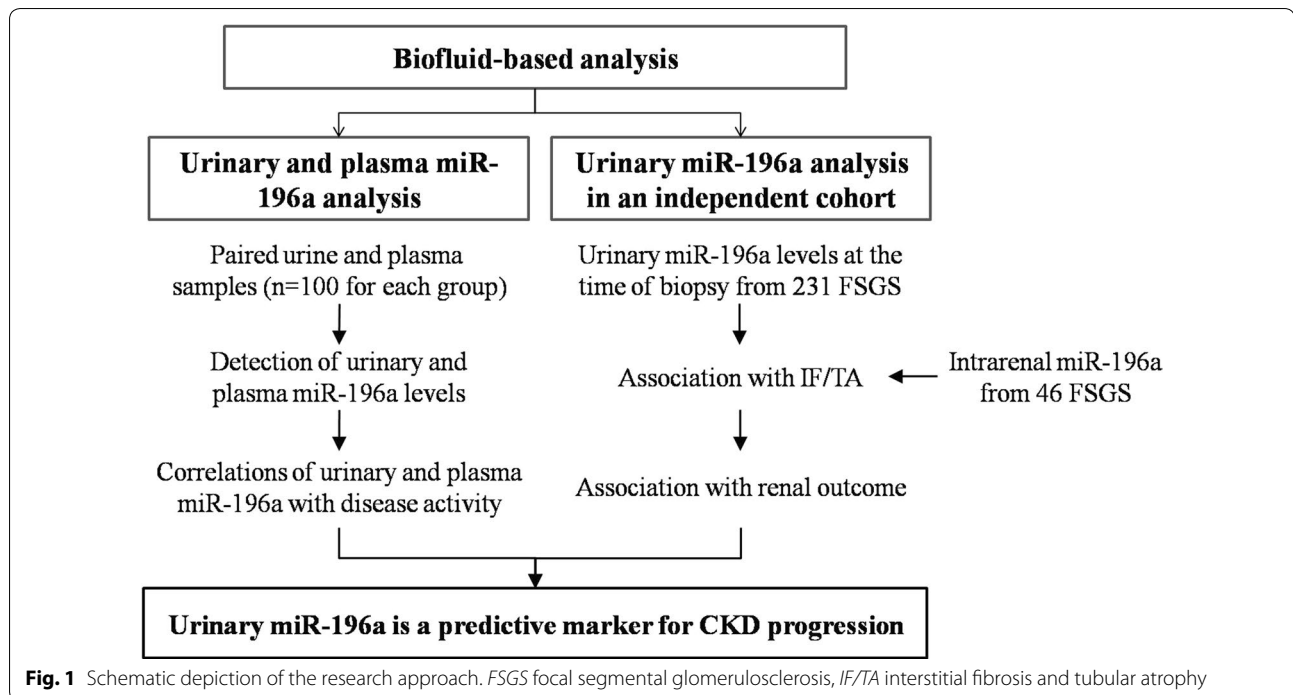 Biofluid-based analysis
Urinary and plasma miR-
196a analysis
Paired urine and plasma
samples (n=100 for each group)
Detection of urinary and
plasma miR-196a levels
Correlations of urinary and plasma
miR-196a with disease activity
Urinary miR-196a analysis
in an independent cohort
Urinary miR-196a levels at the
time of biopsy from 231 FSGS
Association with IF/TA
Intrarenal miR-196a
from 46 FSGS
Association with renal outcome
Urinary miR-196a is a predictive marker for CKD progression
Fig. 1 Schematic depiction of the research approach. FSGS focal segmental glomerulosclerosis, IF/TA interstitial fibrosis and tubular atrophy